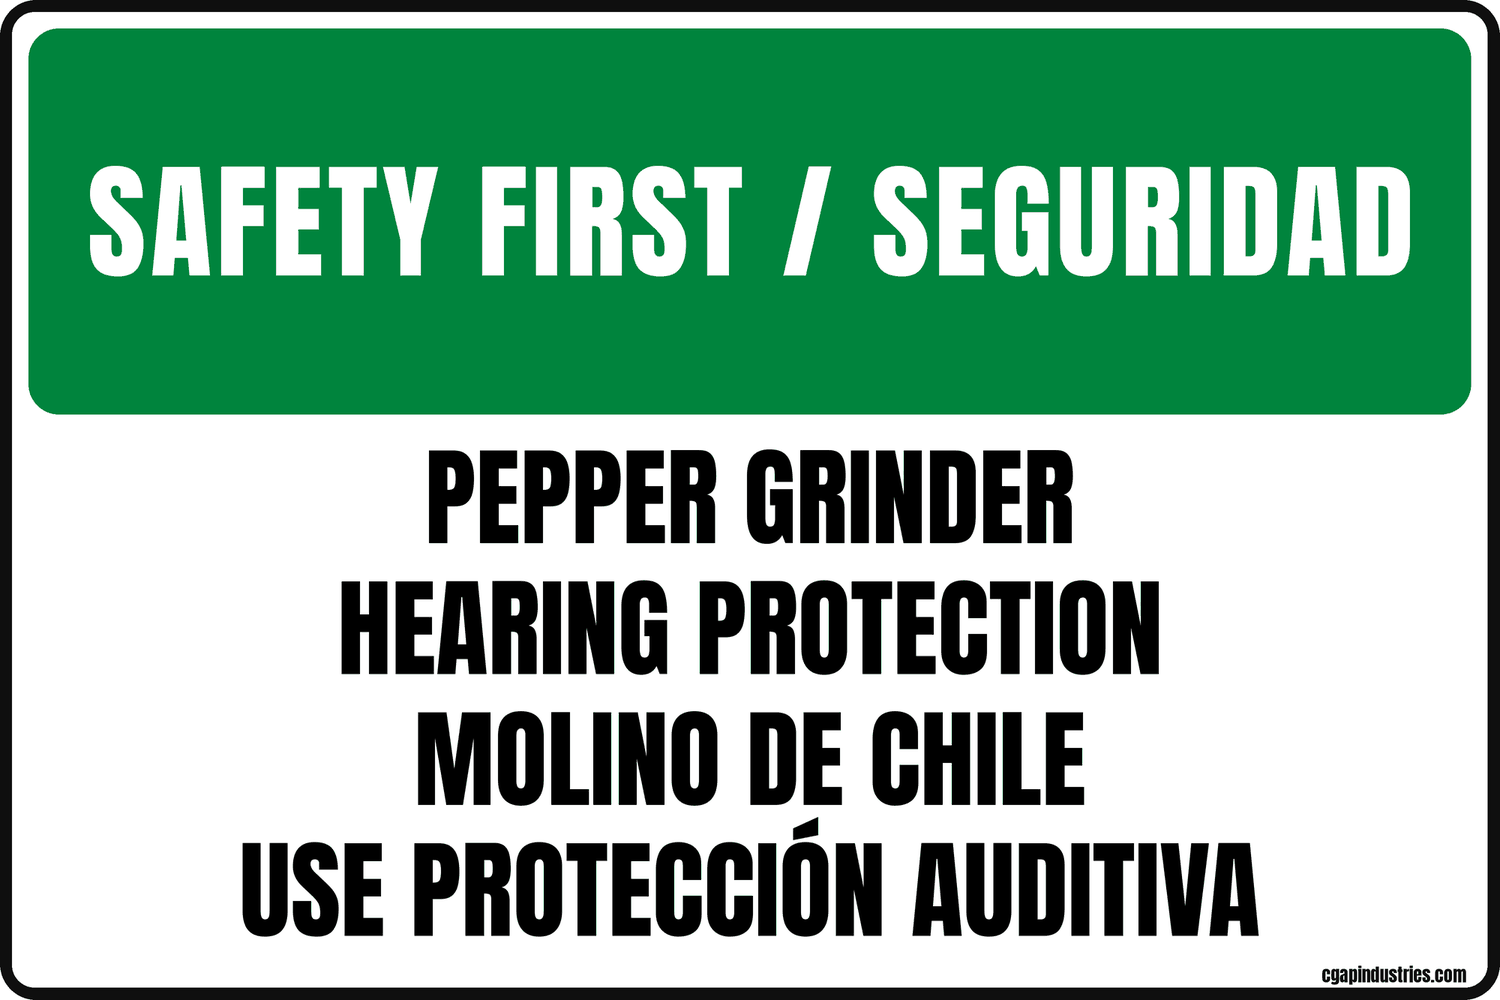 SAFETY FIRST / SEGURIDAD
PEPPER GRINDER
HEARING PROTECTION
MOLINO DE CHILE
USE PROTECCIÓN AUDITIVA
cgapindustries.com